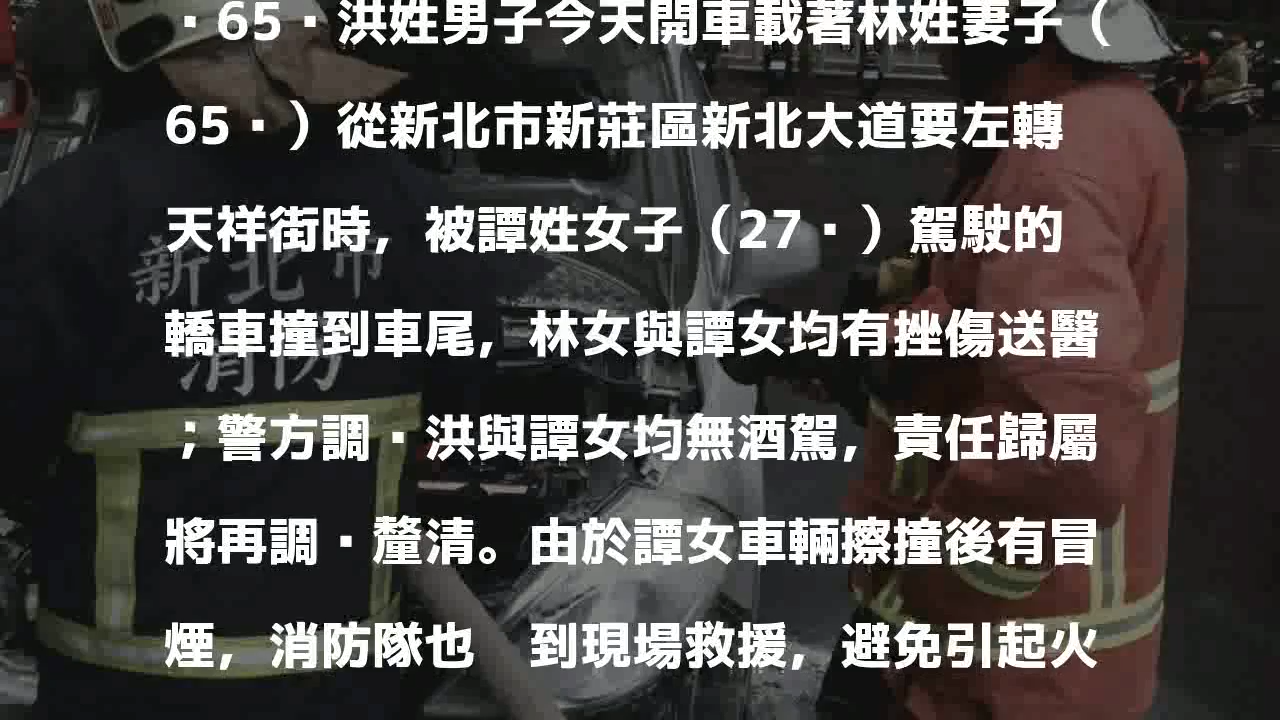 ・65・洪姓男子今天開車載著林姓妻子（
65・）從新北市新莊區新北大道要左轉
天祥街時，被譚姓女子（27・）駕駛的
轎車撞到車尾，林女與譚女均有挫傷送醫
；警方調・洪與譚女均無酒駕，責任歸屬
將再調・釐清。由於譚女車輛擦撞後有冒
煙，消防隊也　到現場救援，避免引起火
新北市
消防